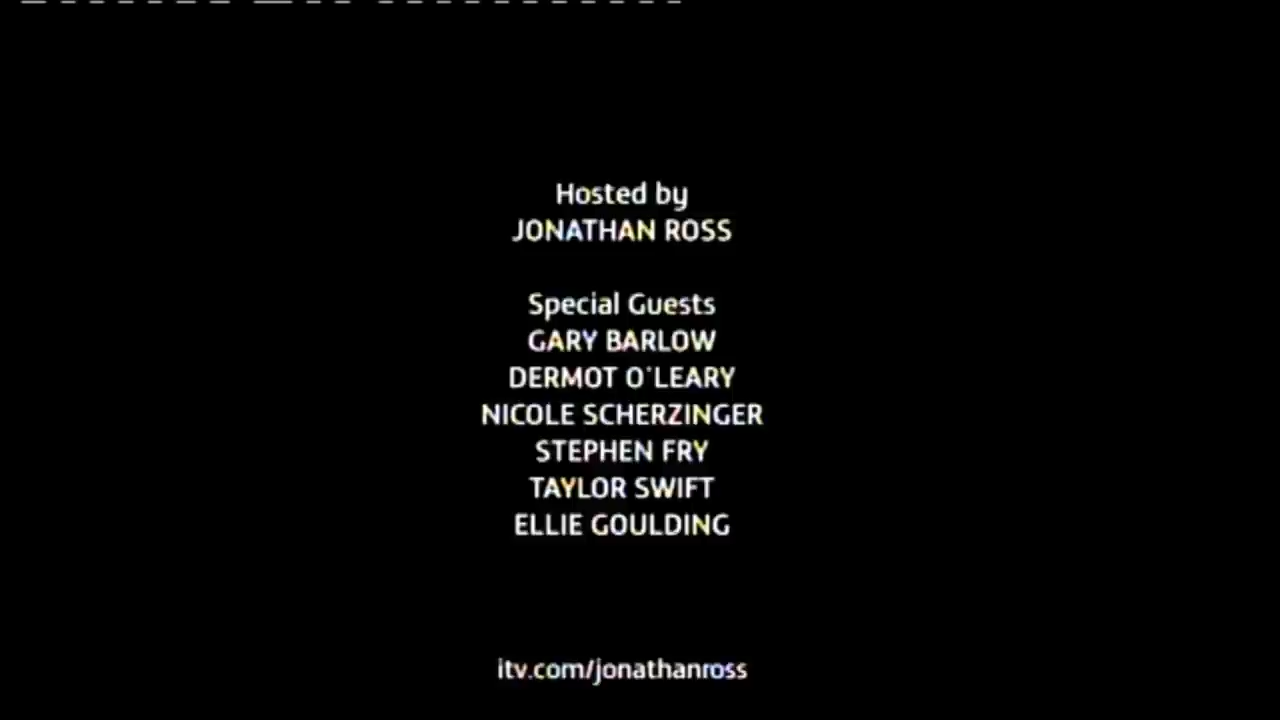 Hosted by
JONATHAN ROSS
Special Guests
GARY BARLOW
DERMOT O'LEARY
NICOLE SCHERZINGER
STEPHEN FRY
TAYLOR SWIFT
ELLIE GOULDING
itv.com/jonathanross